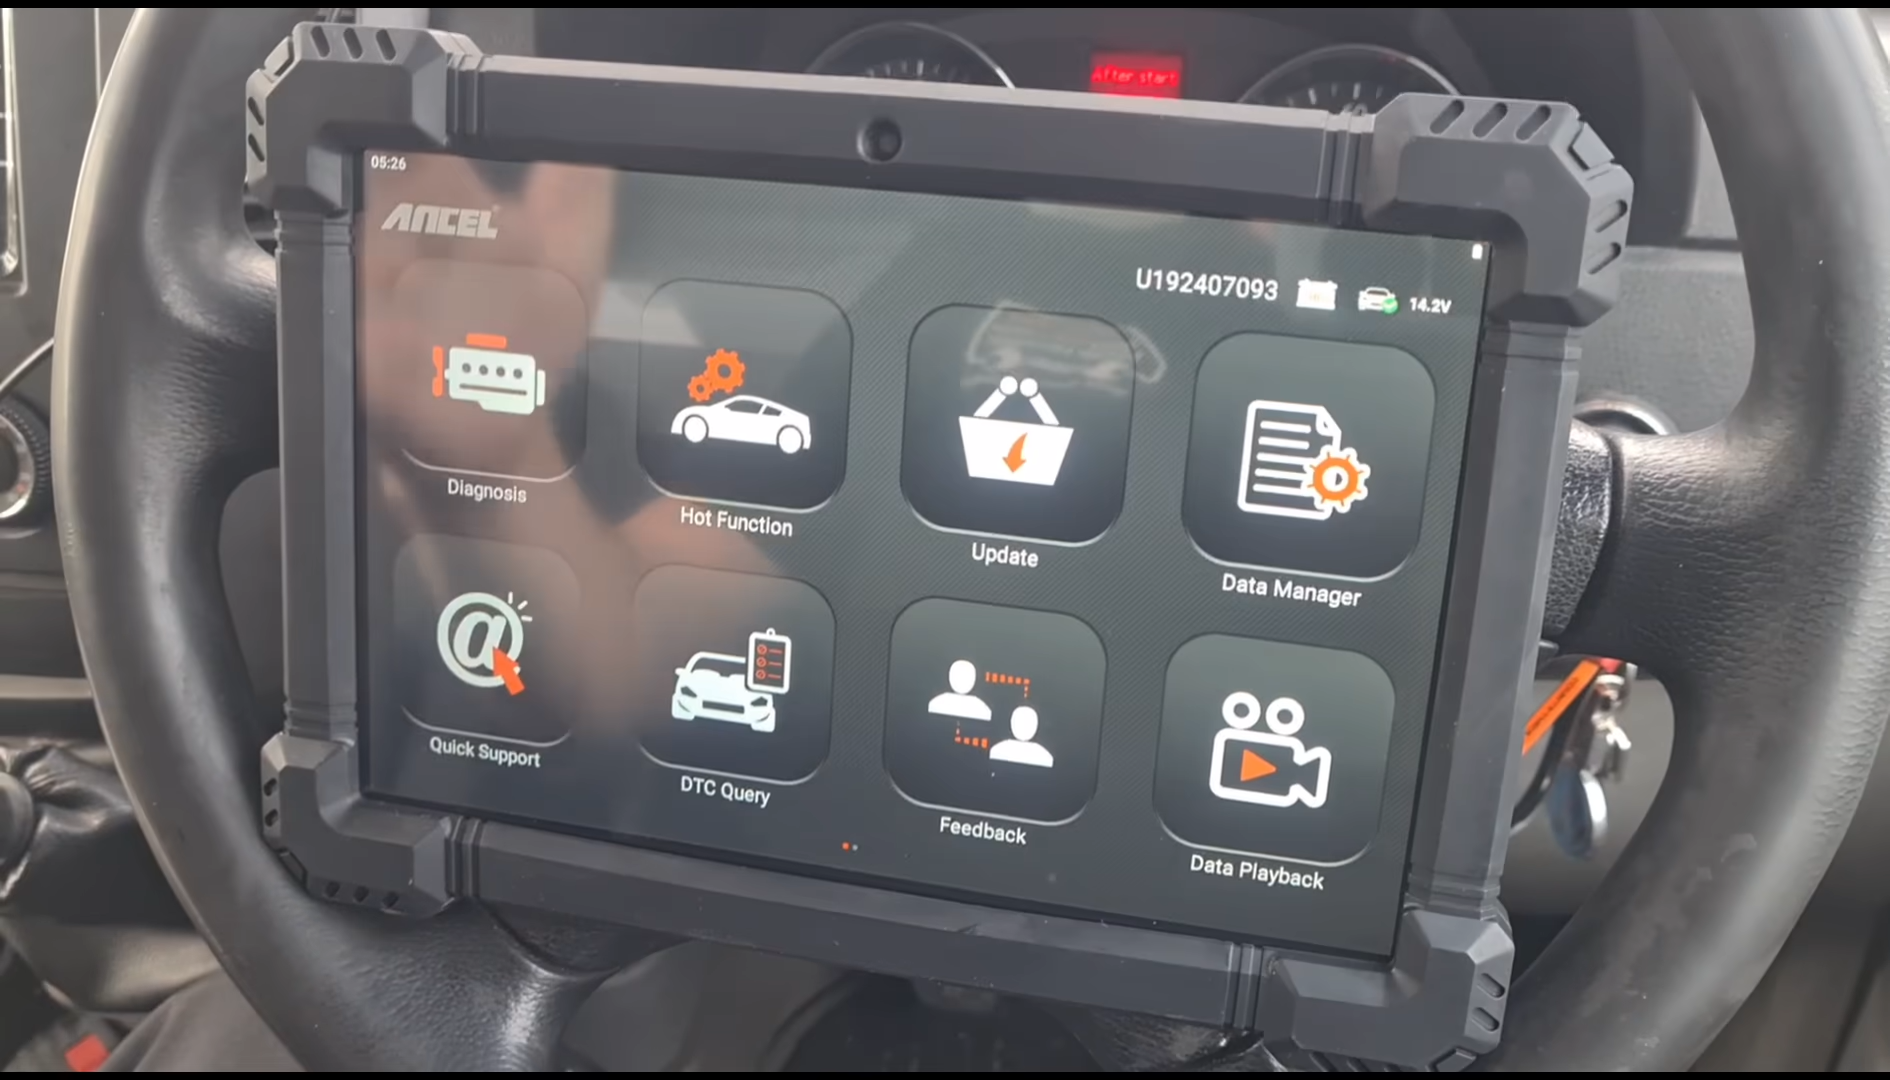 After start
05:26
ANCEL
U192407093
14.2V
Diagnosis
Hot Function
Update
Data Manager
Quick Support
DTC Query
Feedback
Data Playback